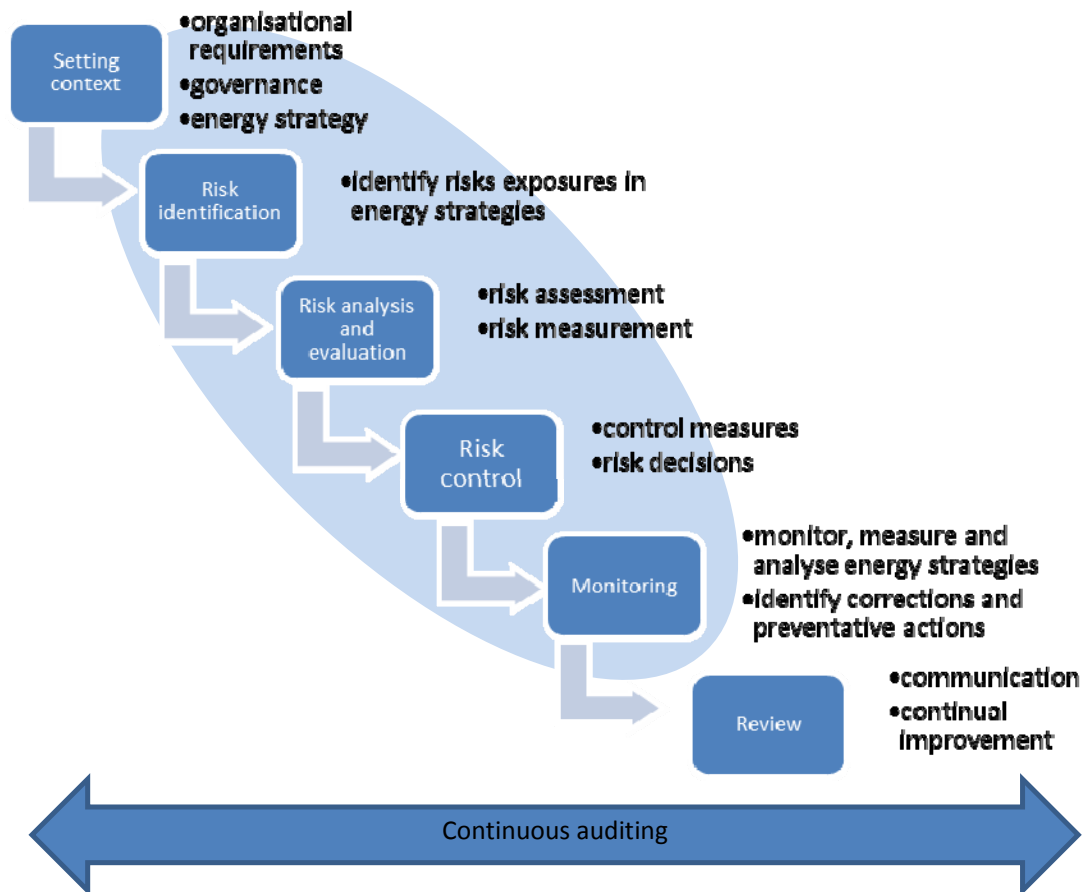 Setting
context
•organisational
requirements
•governance
•energy strategy
Risk
identification
•identify risks exposures in
energy strategies
Risk analysis
and
evaluation
•risk assessment
•risk measurement
Risk
control
•control measures
•risk decisions
Monitoring
•monitor, measure and
analyse energy strategies
•identify corrections and
preventative actions
Review
•communication
•continual
improvement
Continuous auditing